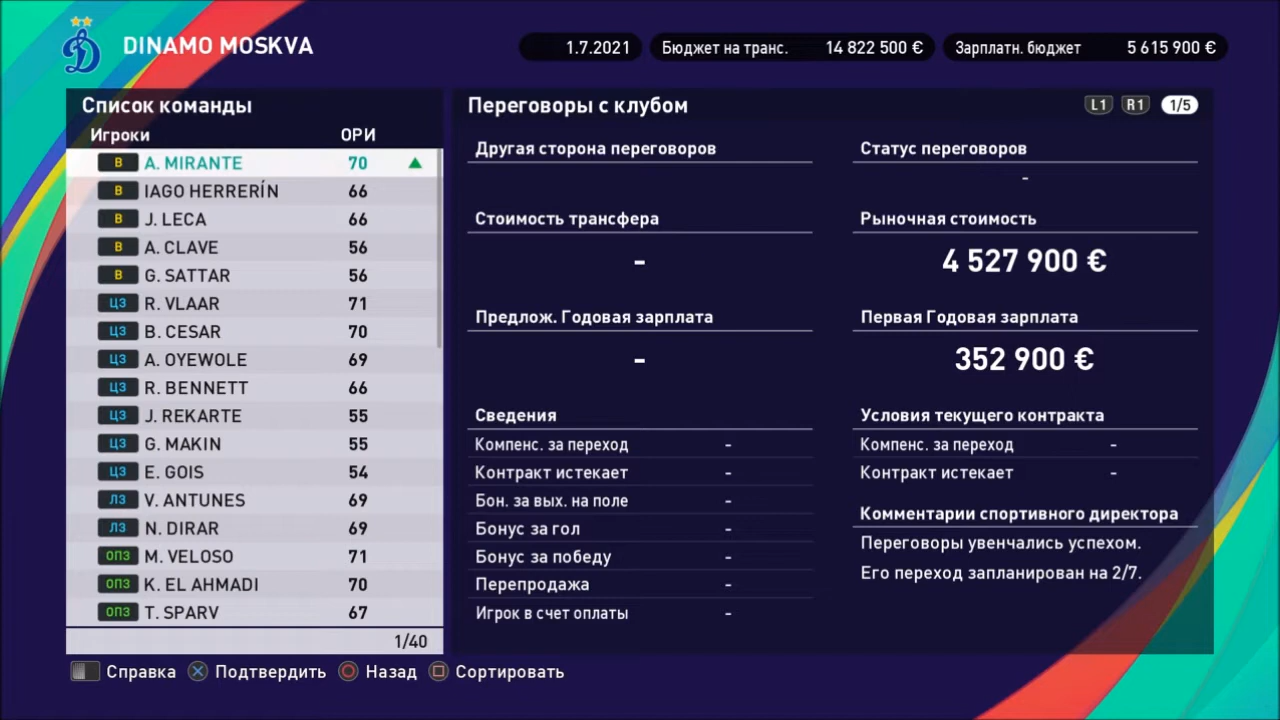 DINAMO MOSKVA
1.7.2021
Бюджет на транс. 14 822 500 €
Зарплатн. бюджет 5 615 900 €
Список команды
Игроки ОРИ
В A. MIRANTE 70
В IAGO HERRERÍN 66
В J. LECA 66
В A. CLAVE 56
В G. SATTAR 56
ЦЗ R. VLAAR 71
ЦЗ B. CESAR 70
ЦЗ A. OYEWOLE 69
ЦЗ R. BENNETT 66
ЦЗ J. REKARTE 55
ЦЗ G. MAKIN 55
ЦЗ E. GOIS 54
ЛЗ V. ANTUNES 69
ЛЗ N. DIRAR 69
ОПЗ M. VELOSO 71
ОПЗ K. EL AHMADI 70
ОПЗ T. SPARV 67
1/40
Переговоры с клубом L1 R1 1/5
Другая сторона переговоров
Статус переговоров
-
Стоимость трансфера
-
Рыночная стоимость
4 527 900 €
Предлож. Годовая зарплата
-
Первая Годовая зарплата
352 900 €
Сведения
Компенс. за переход -
Контракт истекает -
Бон. за вых. на поле -
Бонус за гол -
Бонус за победу -
Перепродажа -
Игрок в счет оплаты -
Условия текущего контракта
Компенс. за переход -
Контракт истекает -
Комментарии спортивного директора
Переговоры увенчались успехом.
Его переход запланирован на 2/7.
Справка Подтвердить Назад Сортировать